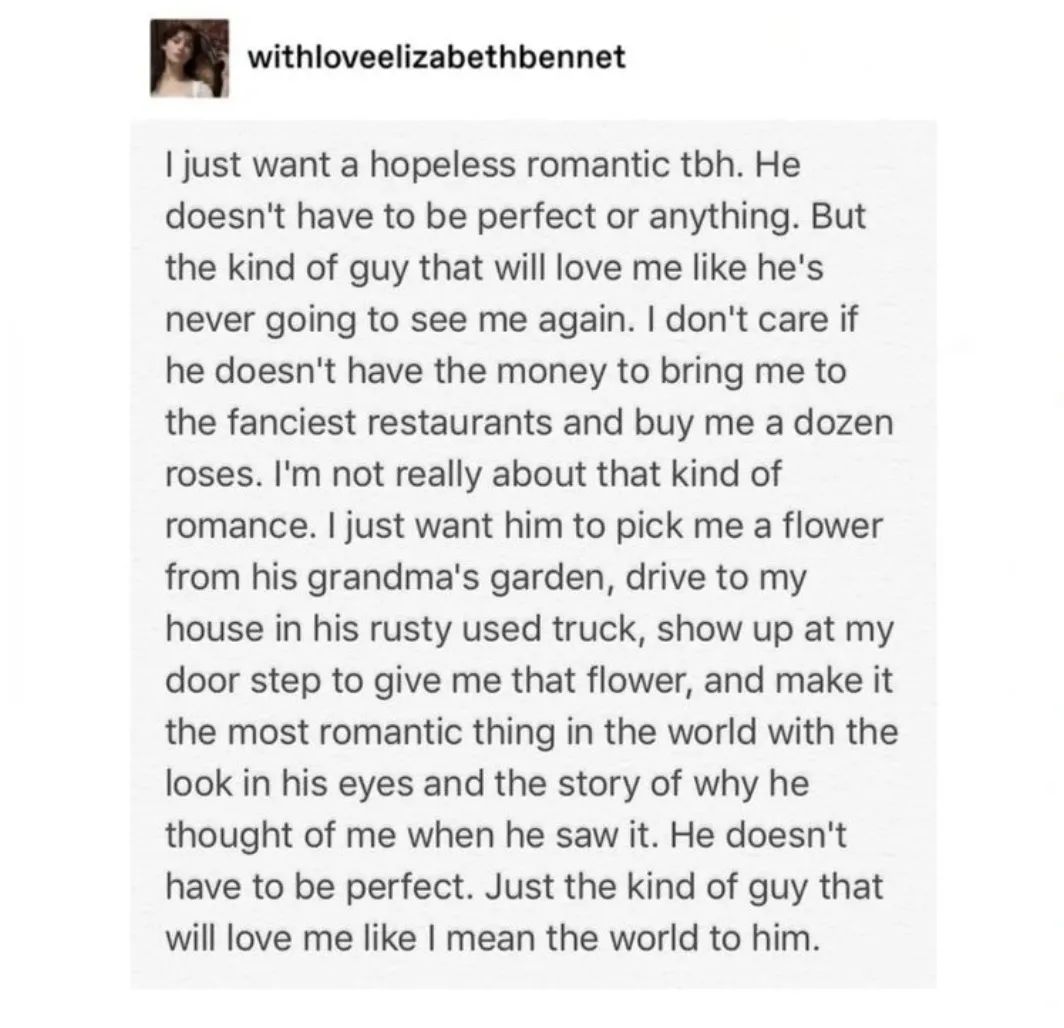 withloveelizabethbennet
I just want a hopeless romantic tbh. He
doesn't have to be perfect or anything. But
the kind of guy that will love me like he's
never going to see me again. I don't care if
he doesn't have the money to bring me to
the fanciest restaurants and buy me a dozen
roses. I'm not really about that kind of
romance. I just want him to pick me a flower
from his grandma's garden, drive to my
house in his rusty used truck, show up at my
door step to give me that flower, and make it
the most romantic thing in the world with the
look in his eyes and the story of why he
thought of me when he saw it. He doesn't
have to be perfect. Just the kind of guy that
will love me like I mean the world to him.